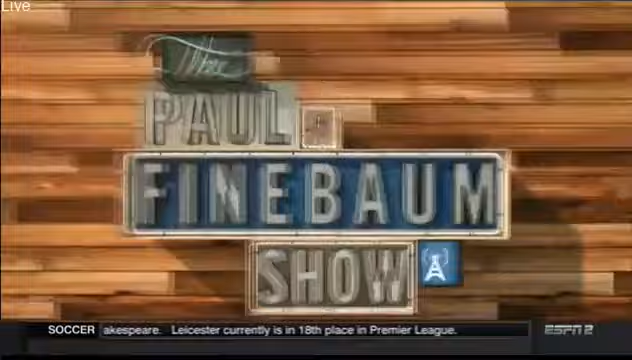 Live
The
PAUL
FINEBAUM
SHOW
SOCCER akespeare. Leicester currently is in 18th place in Premier League.
ESPN2